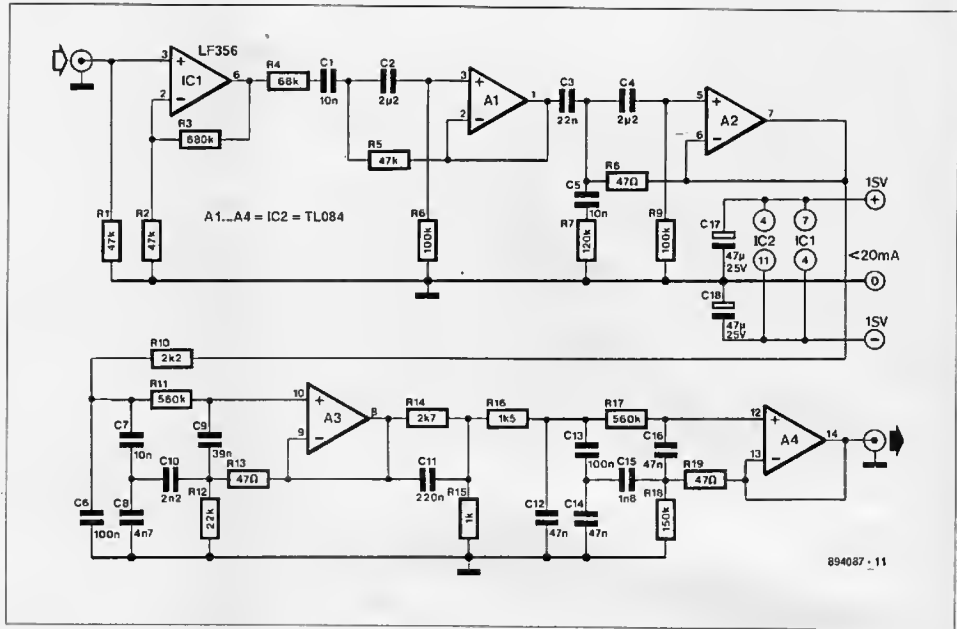 LF356
3
+
IC1
6
2
−
R4
68k
C1
10n
C2
2µ2
R3
680k
R5
47k
3
+
A1
1
2
−
C3
22n
C4
2µ2
5
+
A2
7
6
−
R6
47Ω
C5
10n
R1
47k
R2
47k
A1...A4 = IC2 = TL084
R6
100k
R7
120k
R9
100k
C17
47µ
25V
4
IC2
11
7
IC1
4
15V
+
<20mA
0
C18
47µ
25V
15V
−
R10
2k2
R11
560k
C7
10n
C9
39n
C10
2n2
R13
47Ω
R12
22k
C6
100n
C8
4n7
10
+
A3
8
9
−
R14
2k7
C11
220n
R15
1k
R16
1k5
R17
560k
C13
100n
C16
47n
C15
1n8
R19
47Ω
R18
150k
C12
47n
C14
47n
12
+
A4
14
13
−
894087 - 11